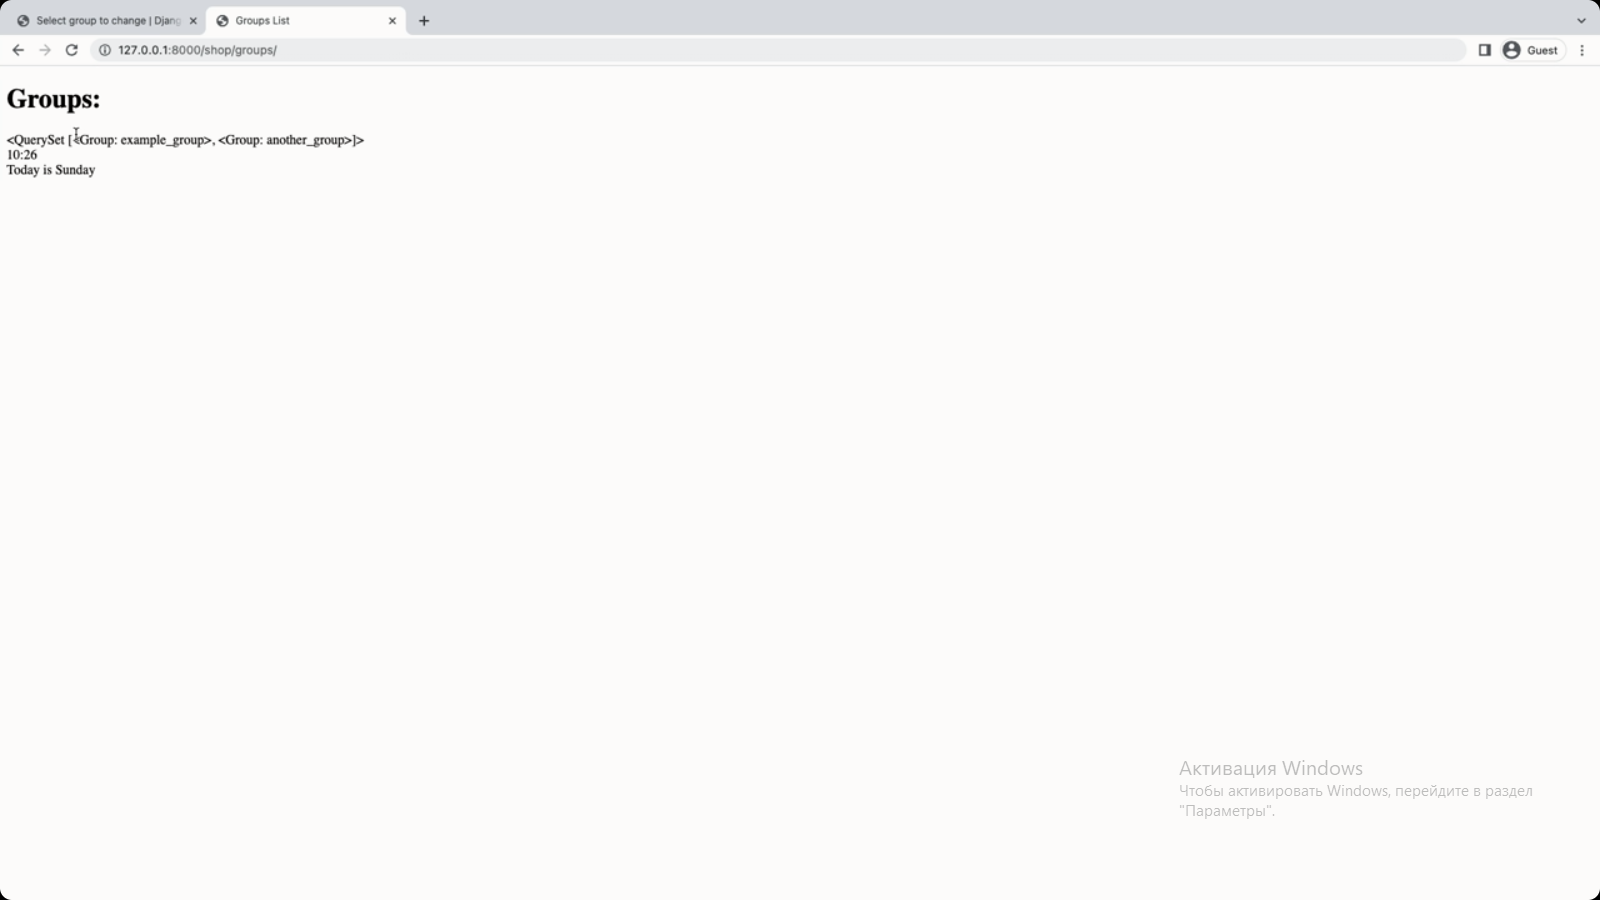 Select group to change | Djang
Groups List
127.0.0.1:8000/shop/groups/
Guest
Groups:
<QuerySet [<Group: example_group>, <Group: another_group>]>
10:26
Today is Sunday
Активация Windows
Чтобы активировать Windows, перейдите в раздел
"Параметры".